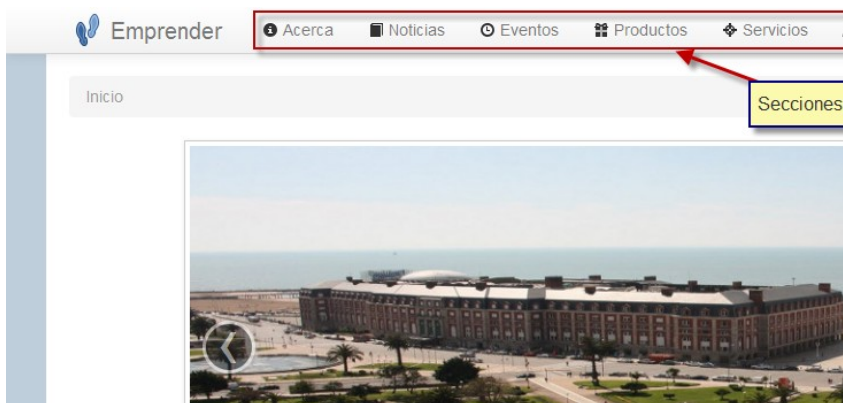 Emprender Acerca Noticias Eventos Productos Servicios
Inicio
Secciones